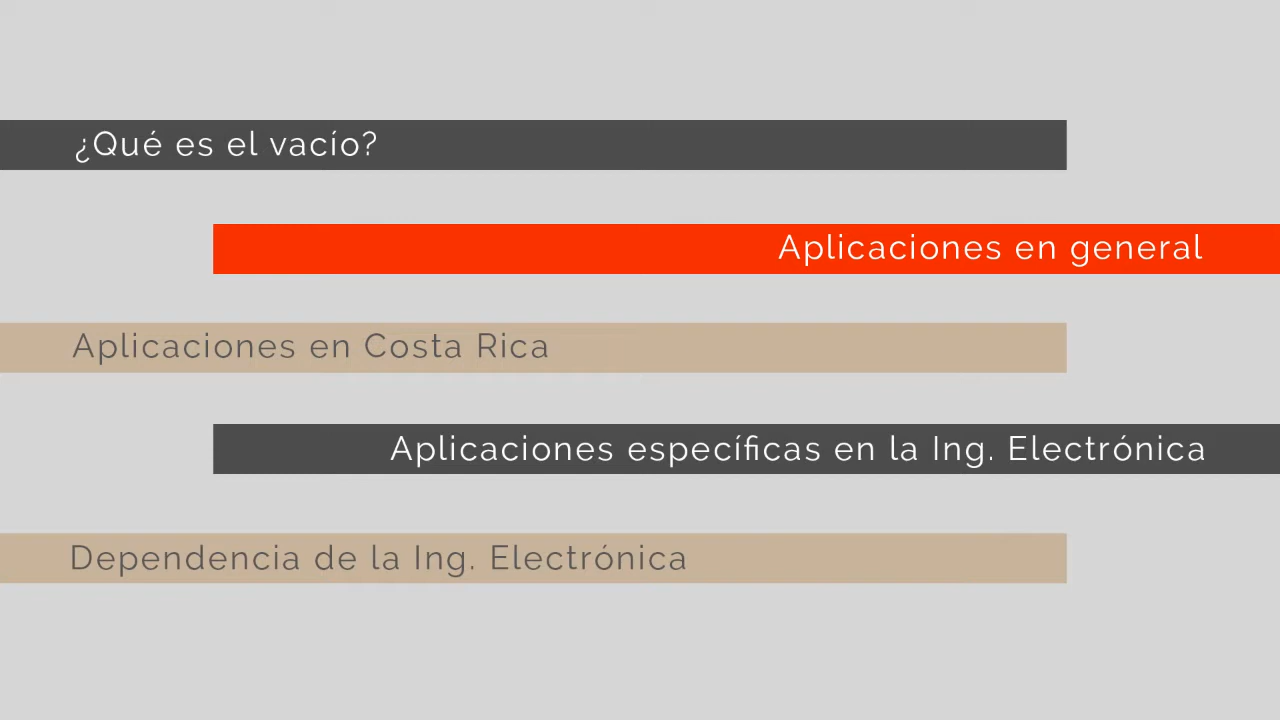 ¿Qué es el vacío?
Aplicaciones en general
Aplicaciones en Costa Rica
Aplicaciones específicas en la Ing. Electrónica
Dependencia de la Ing. Electrónica